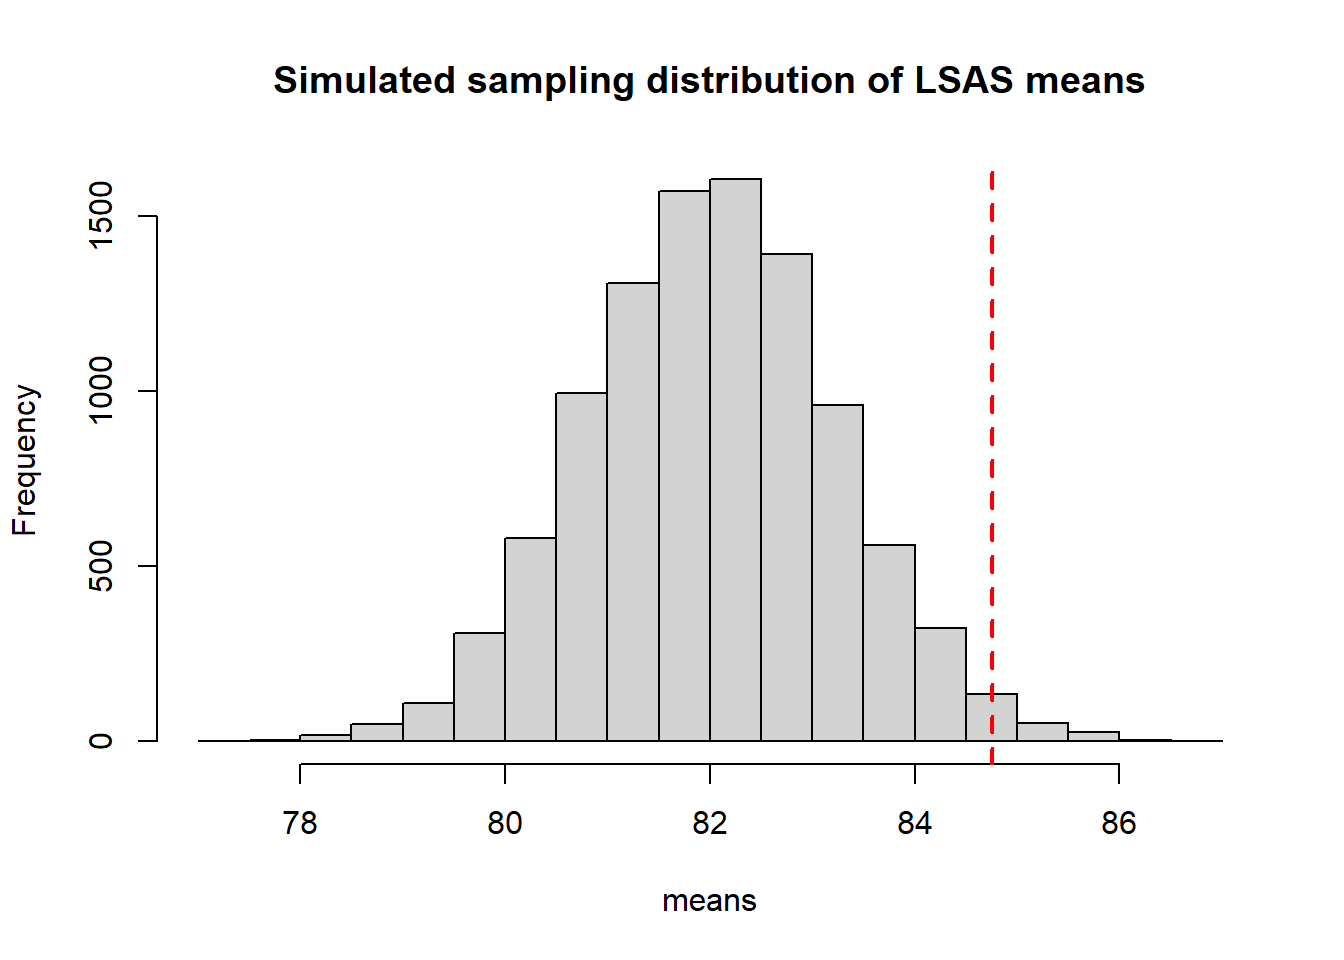 Simulated sampling distribution of LSAS means
Frequency
1500
1000
500
0
78 80 82 84 86
means